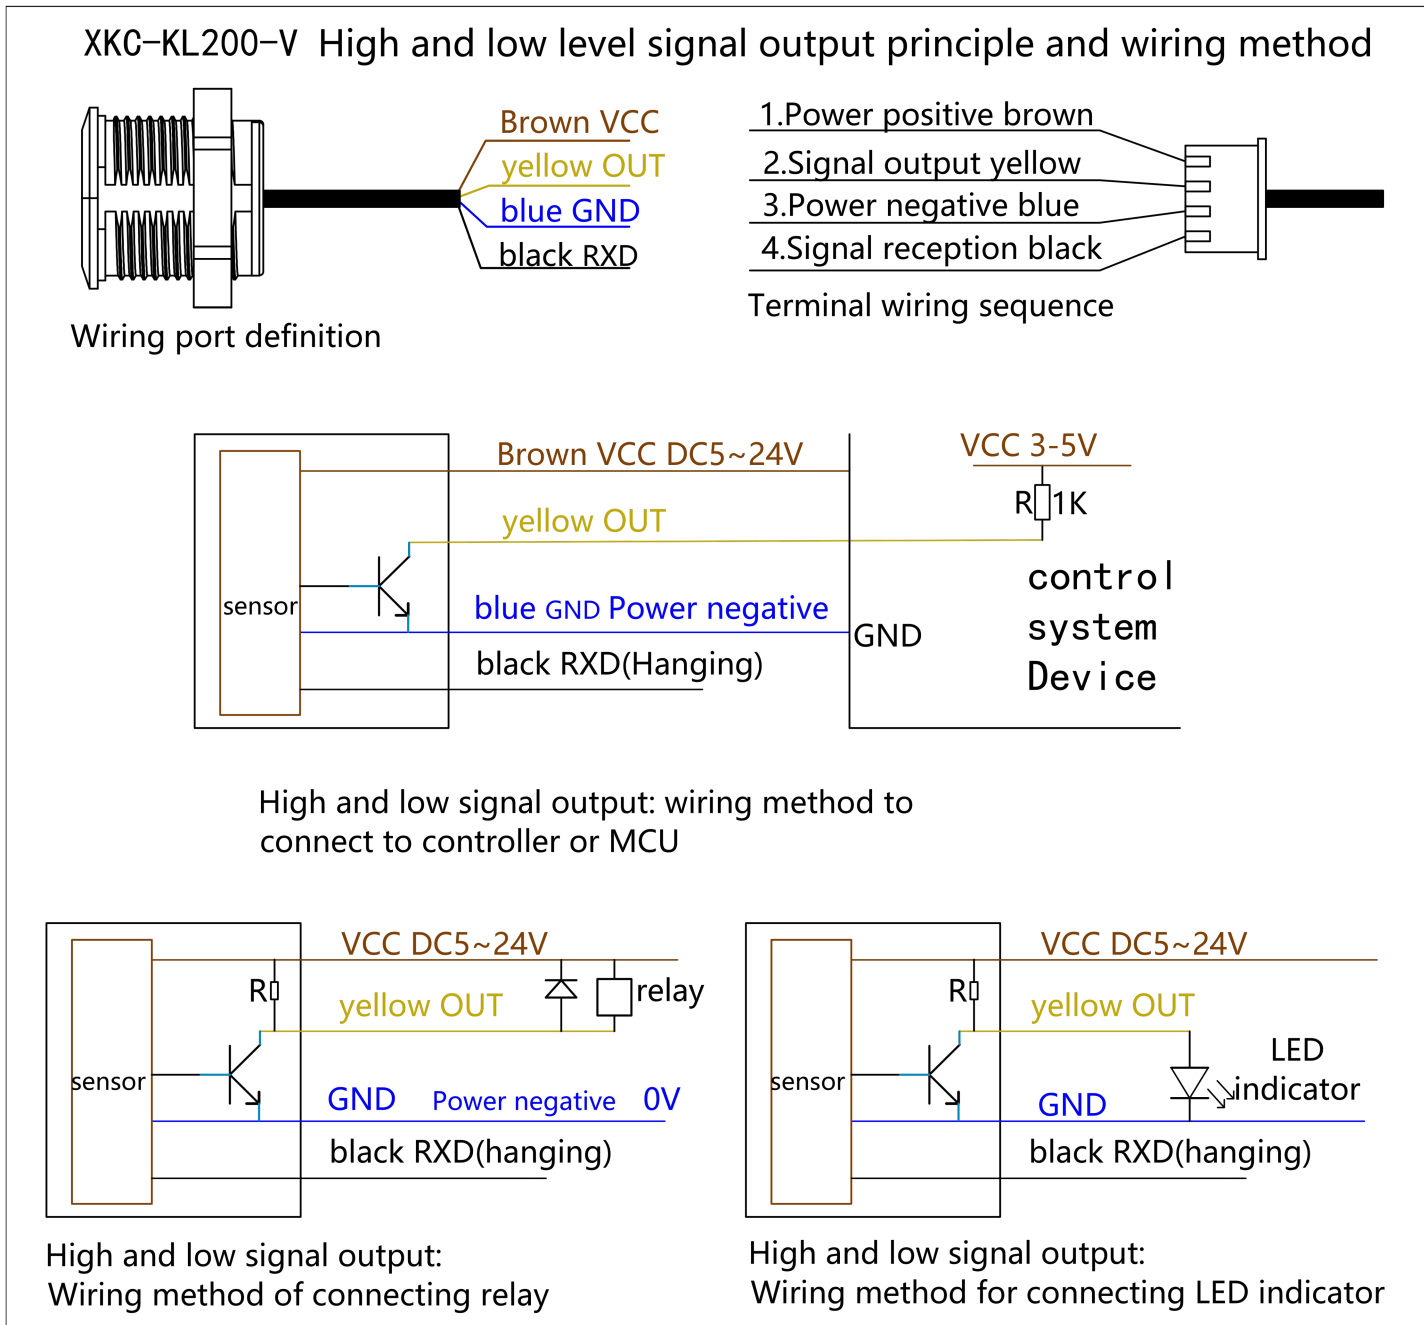 XKC-KL200-V High and low level signal output principle and wiring method
Brown VCC
yellow OUT
blue GND
black RXD
Wiring port definition
1.Power positive brown
2.Signal output yellow
3.Power negative blue
4.Signal reception black
Terminal wiring sequence
sensor
Brown VCC DC5~24V
yellow OUT
blue GND Power negative
black RXD(Hanging)
VCC 3-5V
R 1K
GND
control
system
Device
High and low signal output: wiring method to
connect to controller or MCU
sensor
R
VCC DC5~24V
yellow OUT
relay
GND Power negative 0V
black RXD(hanging)
High and low signal output:
Wiring method of connecting relay
sensor
R
VCC DC5~24V
yellow OUT
LED
indicator
GND
black RXD(hanging)
High and low signal output:
Wiring method for connecting LED indicator